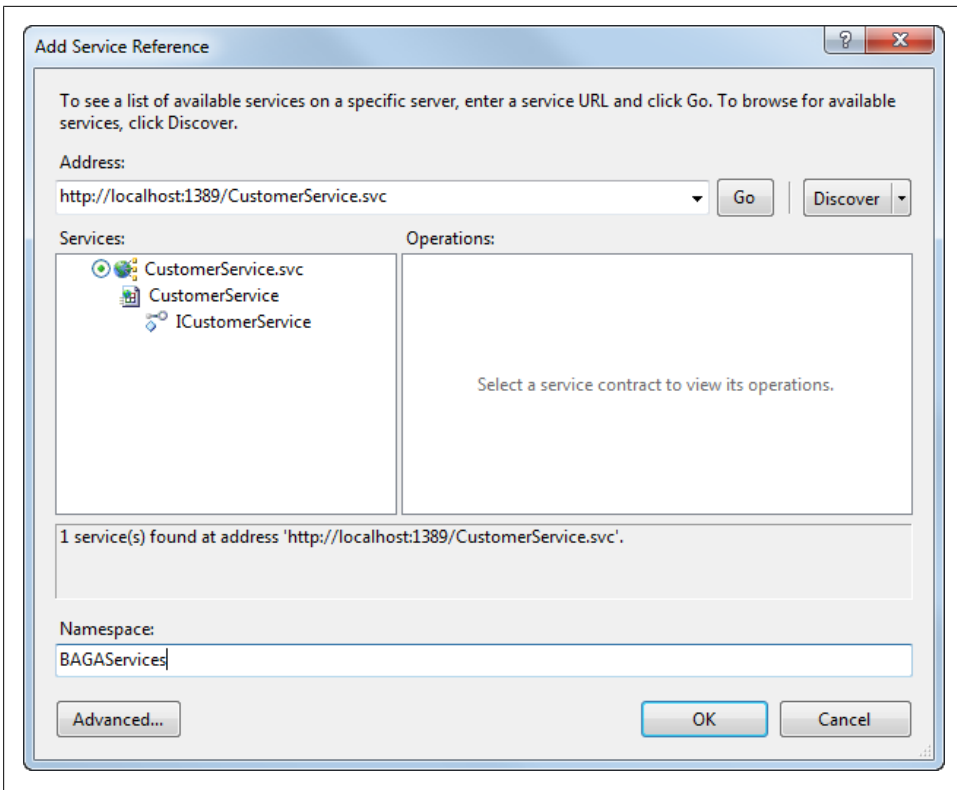 Add Service Reference
To see a list of available services on a specific server, enter a service URL and click Go. To browse for available
services, click Discover.
Address:
http://localhost:1389/CustomerService.svc
Go
Discover
Services:
Operations:
CustomerService.svc
CustomerService
ICustomerService
Select a service contract to view its operations.
1 service(s) found at address 'http://localhost:1389/CustomerService.svc'.
Namespace:
BAGAServices
Advanced...
OK
Cancel